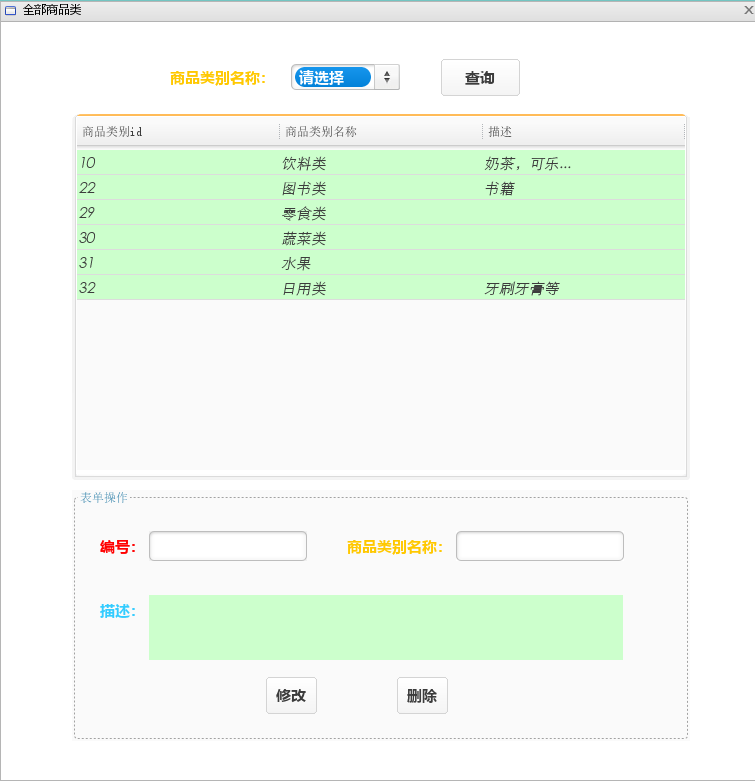 全部商品类
商品类别名称： 请选择 查询
商品类别id 商品类别名称 描述
10 饮料类 奶茶，可乐...
22 图书类 书籍
29 零食类
30 蔬菜类
31 水果
32 日用类 牙刷牙膏等
表单操作
编号： 商品类别名称：
描述：
修改 删除